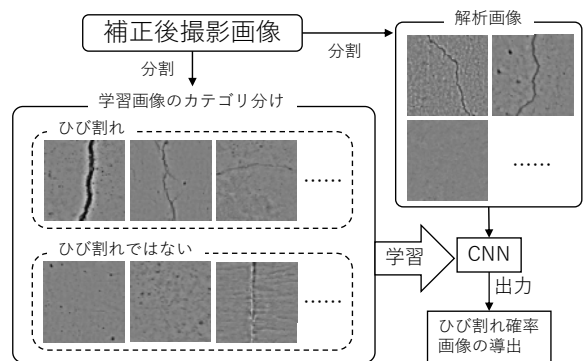 補正後撮影画像
分割
分割
解析画像
……
学習画像のカテゴリ分け
ひび割れ
……
ひび割れではない
……
学習
CNN
出力
ひび割れ確率
画像の導出